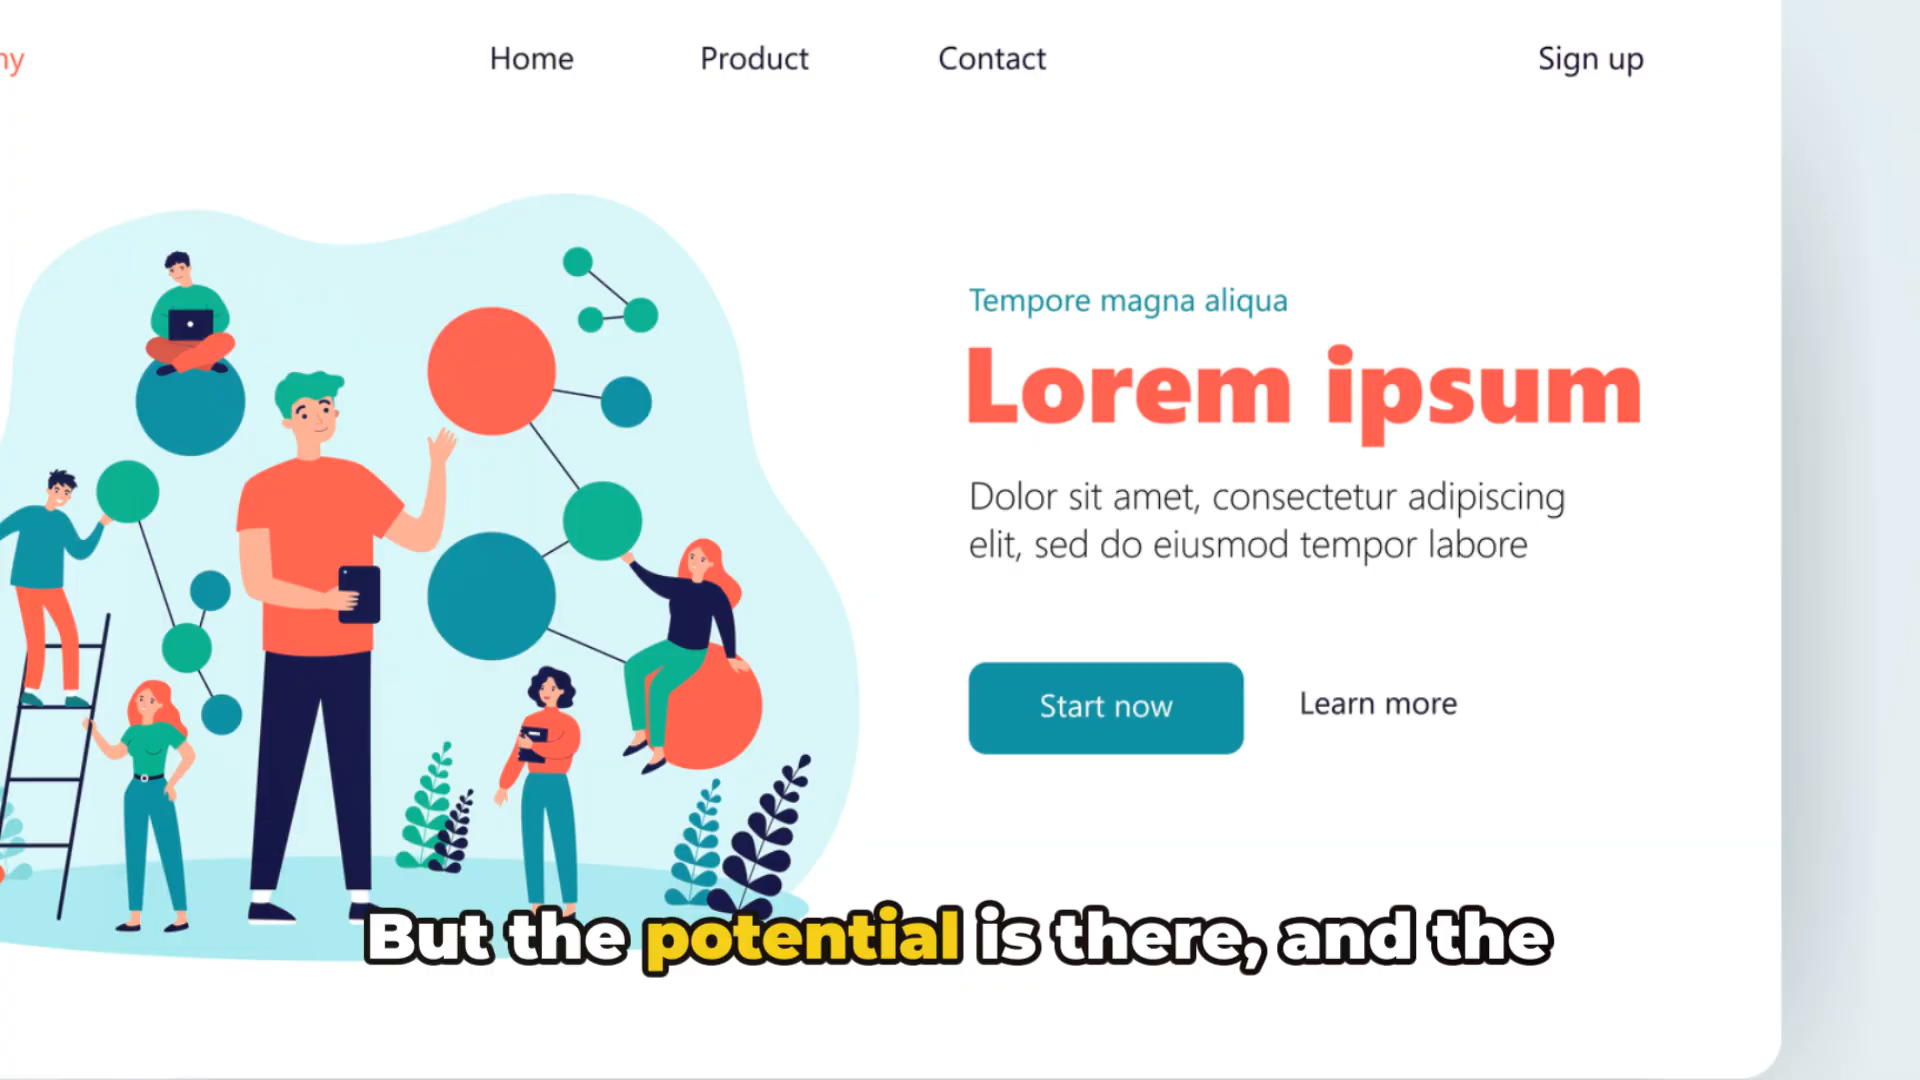 Home Product Contact Sign up
Tempore magna aliqua
Lorem ipsum
Dolor sit amet, consectetur adipiscing
elit, sed do eiusmod tempor labore
Start now Learn more
But the potential is there, and the